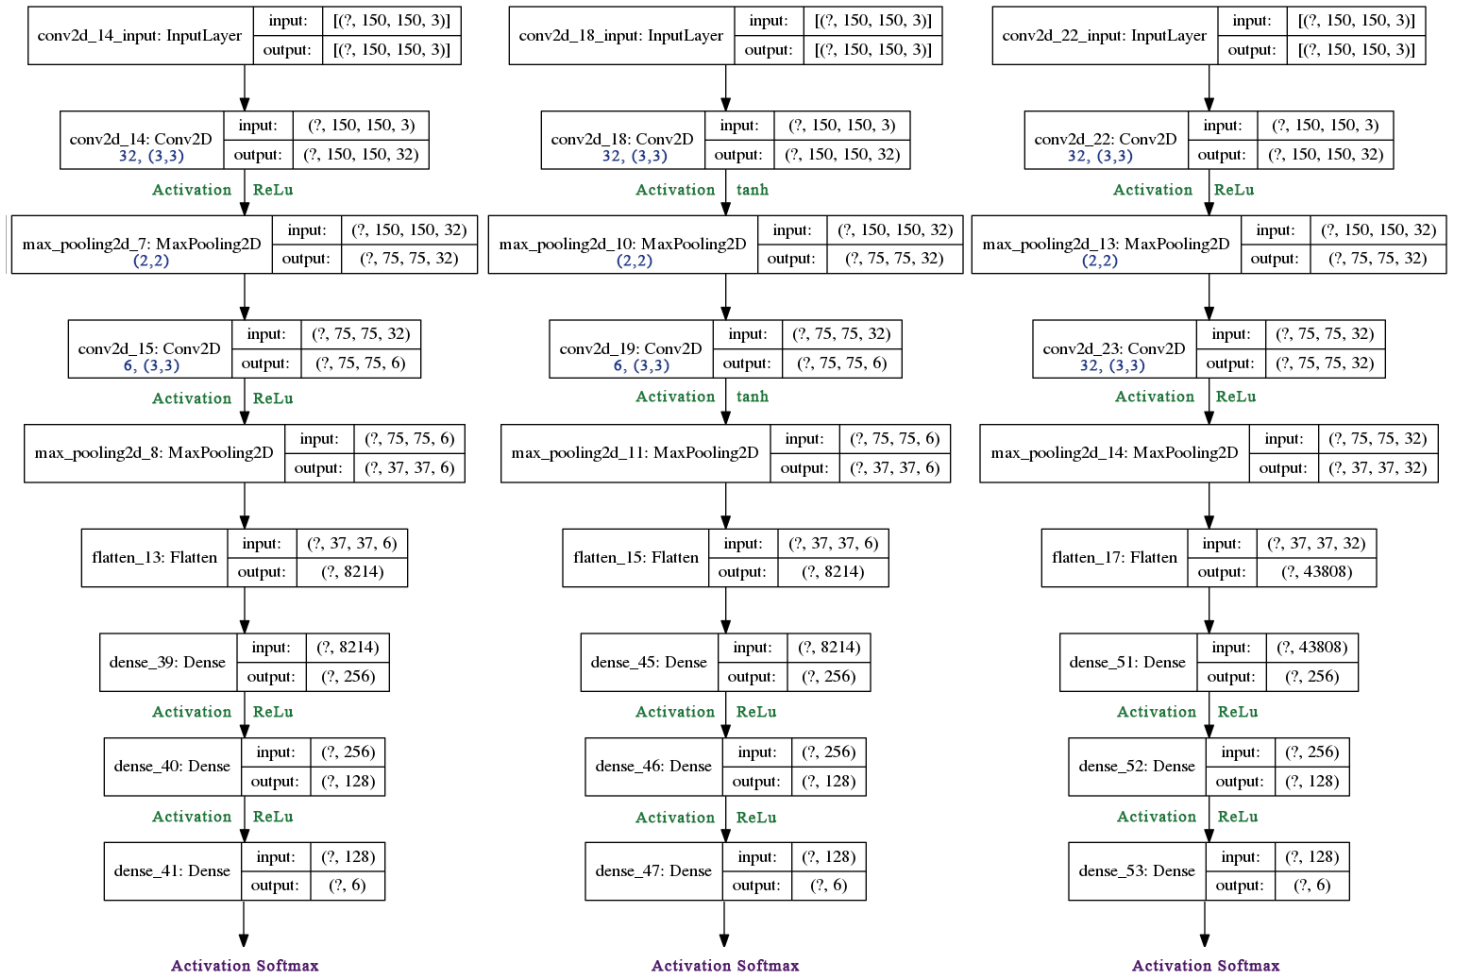 conv2d_14_input: InputLayer
input: [(?, 150, 150, 3)]
output: [(?, 150, 150, 3)]
conv2d_14: Conv2D
32, (3,3)
input: (?, 150, 150, 3)
output: (?, 150, 150, 32)
Activation ReLu
max_pooling2d_7: MaxPooling2D
(2,2)
input: (?, 150, 150, 32)
output: (?, 75, 75, 32)
conv2d_15: Conv2D
6, (3,3)
input: (?, 75, 75, 32)
output: (?, 75, 75, 6)
Activation ReLu
max_pooling2d_8: MaxPooling2D
input: (?, 75, 75, 6)
output: (?, 37, 37, 6)
flatten_13: Flatten
input: (?, 37, 37, 6)
output: (?, 8214)
dense_39: Dense
input: (?, 8214)
output: (?, 256)
Activation ReLu
dense_40: Dense
input: (?, 256)
output: (?, 128)
Activation ReLu
dense_41: Dense
input: (?, 128)
output: (?, 6)
Activation Softmax
conv2d_18_input: InputLayer
input: [(?, 150, 150, 3)]
output: [(?, 150, 150, 3)]
conv2d_18: Conv2D
32, (3,3)
input: (?, 150, 150, 3)
output: (?, 150, 150, 32)
Activation tanh
max_pooling2d_10: MaxPooling2D
(2,2)
input: (?, 150, 150, 32)
output: (?, 75, 75, 32)
conv2d_19: Conv2D
6, (3,3)
input: (?, 75, 75, 32)
output: (?, 75, 75, 6)
Activation tanh
max_pooling2d_11: MaxPooling2D
input: (?, 75, 75, 6)
output: (?, 37, 37, 6)
flatten_15: Flatten
input: (?, 37, 37, 6)
output: (?, 8214)
dense_45: Dense
input: (?, 8214)
output: (?, 256)
Activation ReLu
dense_46: Dense
input: (?, 256)
output: (?, 128)
Activation ReLu
dense_47: Dense
input: (?, 128)
output: (?, 6)
Activation Softmax
conv2d_22_input: InputLayer
input: [(?, 150, 150, 3)]
output: [(?, 150, 150, 3)]
conv2d_22: Conv2D
32, (3,3)
input: (?, 150, 150, 3)
output: (?, 150, 150, 32)
Activation ReLu
max_pooling2d_13: MaxPooling2D
(2,2)
input: (?, 150, 150, 32)
output: (?, 75, 75, 32)
conv2d_23: Conv2D
32, (3,3)
input: (?, 75, 75, 32)
output: (?, 75, 75, 32)
Activation ReLu
max_pooling2d_14: MaxPooling2D
input: (?, 75, 75, 32)
output: (?, 37, 37, 32)
flatten_17: Flatten
input: (?, 37, 37, 32)
output: (?, 43808)
dense_51: Dense
input: (?, 43808)
output: (?, 256)
Activation ReLu
dense_52: Dense
input: (?, 256)
output: (?, 128)
Activation ReLu
dense_53: Dense
input: (?, 128)
output: (?, 6)
Activation Softmax